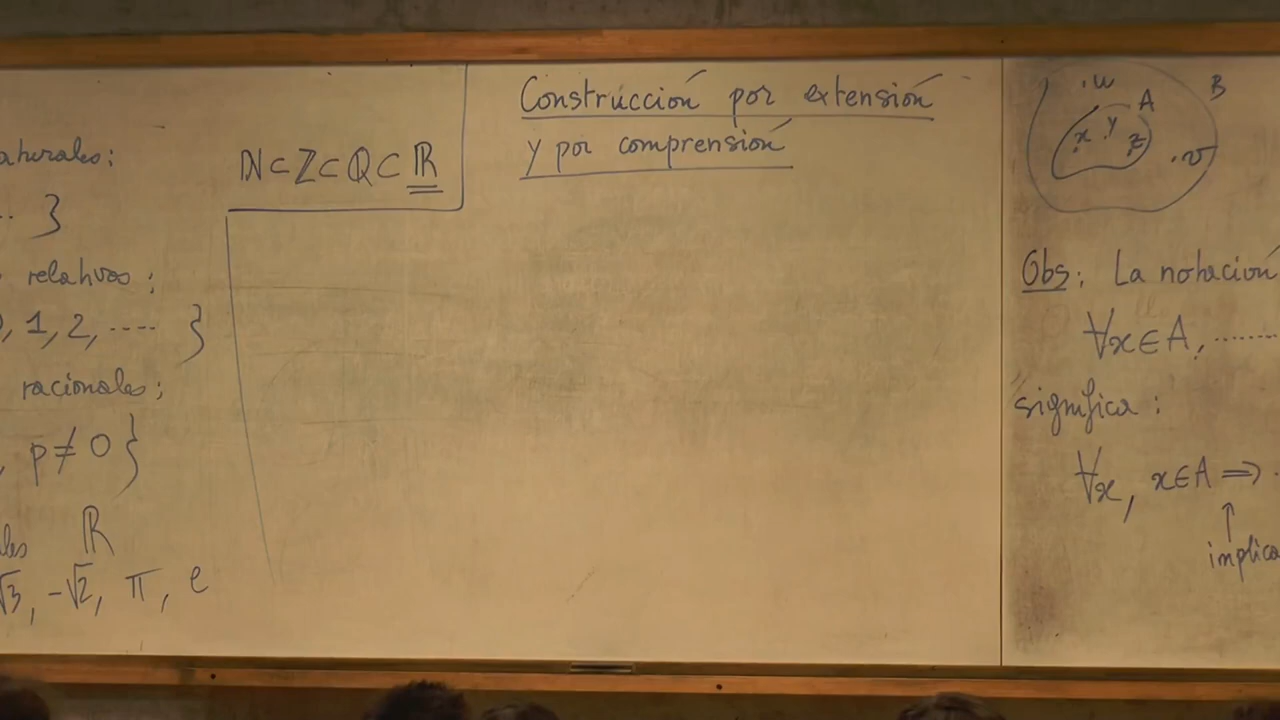 aturales:
.. }
relativos:
, 1, 2, ---- }
racionales;
, p ≠ 0 }
les ℝ
√3, -√2, π, e
ℕ ⊂ ℤ ⊂ ℚ ⊂ ℝ
Construcción por extensión
y por comprensión
.w
A
B
x y z
.v
Obs: La notación
∀x ∈ A, ........
significa:
∀x, x ∈ A ⟹
↑
implica